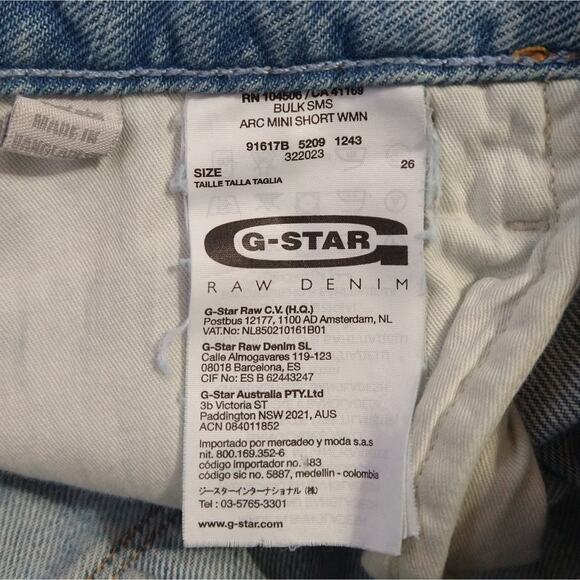 RN 104506 / CA 41169
BULK SMS
ARC MINI SHORT WMN
91617B 5209 1243
322023
SIZE 26
TAILLE TALLA TAGLIA
G-STAR
RAW DENIM
G-Star Raw C.V. (H.Q.)
Postbus 12177, 1100 AD Amsterdam, NL
VAT.No: NL850210161B01
G-Star Raw Denim SL
Calle Almogavares 119-123
08018 Barcelona, ES
CIF No: ES B 62443247
G-Star Australia PTY.Ltd
3b Victoria ST
Paddington NSW 2021, AUS
ACN 084011852
Importado por mercadeo y moda s.a.s
nit. 800.169.352-6
código importador no. 483
código sic no. 5887, medellin - colombia
ジースターインターナショナル (株)
Tel : 03-5765-3301
www.g-star.com
MADE IN